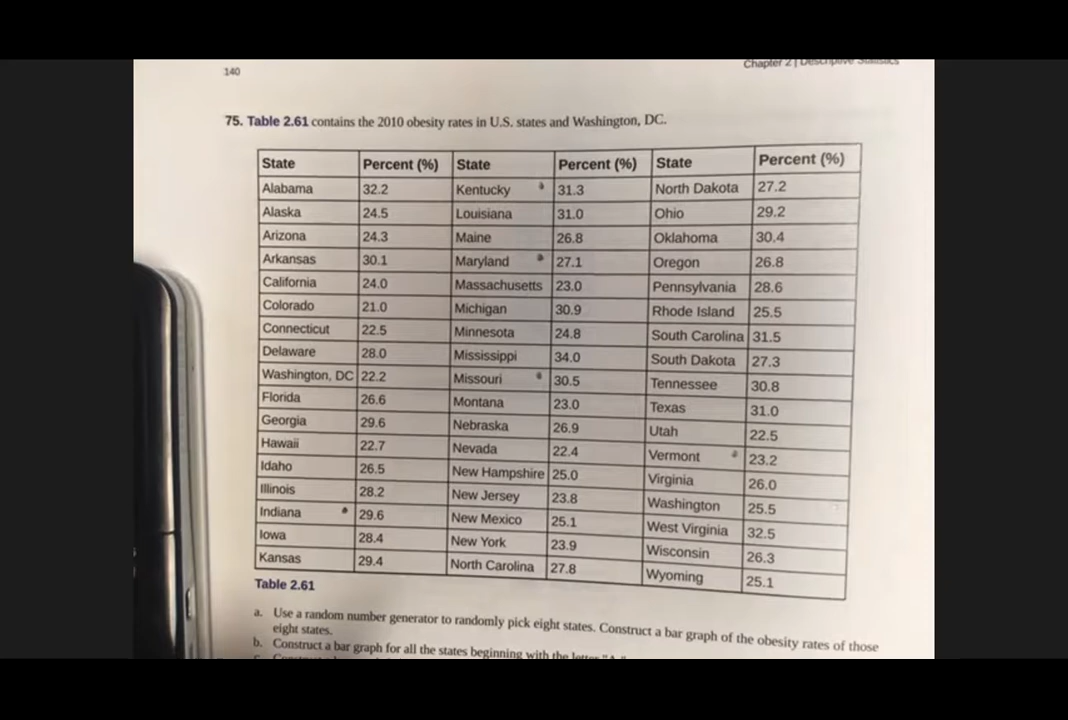 140
Chapter 2 | Descriptive Statistics
75. Table 2.61 contains the 2010 obesity rates in U.S. states and Washington, DC.
State Percent (%) State Percent (%) State Percent (%)
Alabama 32.2 Kentucky 31.3 North Dakota 27.2
Alaska 24.5 Louisiana 31.0 Ohio 29.2
Arizona 24.3 Maine 26.8 Oklahoma 30.4
Arkansas 30.1 Maryland 27.1 Oregon 26.8
California 24.0 Massachusetts 23.0 Pennsylvania 28.6
Colorado 21.0 Michigan 30.9 Rhode Island 25.5
Connecticut 22.5 Minnesota 24.8 South Carolina 31.5
Delaware 28.0 Mississippi 34.0 South Dakota 27.3
Washington, DC 22.2 Missouri 30.5 Tennessee 30.8
Florida 26.6 Montana 23.0 Texas 31.0
Georgia 29.6 Nebraska 26.9 Utah 22.5
Hawaii 22.7 Nevada 22.4 Vermont 23.2
Idaho 26.5 New Hampshire 25.0 Virginia 26.0
Illinois 28.2 New Jersey 23.8 Washington 25.5
Indiana 29.6 New Mexico 25.1 West Virginia 32.5
Iowa 28.4 New York 23.9 Wisconsin 26.3
Kansas 29.4 North Carolina 27.8 Wyoming 25.1
Table 2.61
a. Use a random number generator to randomly pick eight states. Construct a bar graph of the obesity rates of those
eight states.
b. Construct a bar graph for all the states beginning with the letter "A."